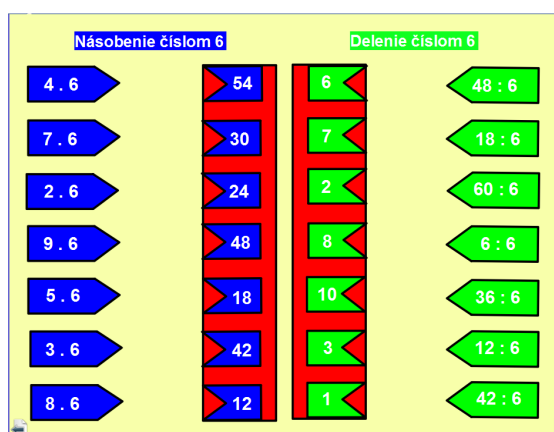 Násobenie číslom 6 Delenie číslom 6
4 . 6 54 6 48 : 6
7 . 6 30 7 18 : 6
2 . 6 24 2 60 : 6
9 . 6 48 8 6 : 6
5 . 6 18 10 36 : 6
3 . 6 42 3 12 : 6
8 . 6 12 1 42 : 6